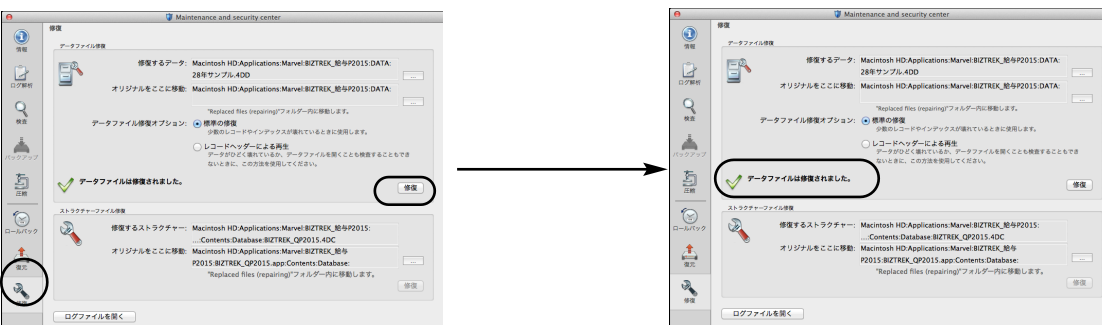 Maintenance and security center
修復
情報
ログ解析
検査
バックアップ
圧縮
ロールバック
復元
修復
データファイル修復
修復するデータ: Macintosh HD:Applications:Marvel:BIZTREK_給与P2015:DATA:
28年サンプル.4DD
...
オリジナルをここに移動: Macintosh HD:Applications:Marvel:BIZTREK_給与P2015:DATA:
...
"Replaced files (repairing)"フォルダー内に移動します。
データファイル修復オプション: 標準の修復
少数のレコードやインデックスが壊れているときに使用します。
レコードヘッダーによる再生
データがひどく壊れているか、データファイルを開くことも検査することもでき
ないときに、この方法を使用してください。
データファイルは修復されました。
修復
ストラクチャーファイル修復
修復するストラクチャー: Macintosh HD:Applications:Marvel:BIZTREK_給与P2015:
...:Contents:Database:BIZTREK_QP2015.4DC
オリジナルをここに移動: Macintosh HD:Applications:Marvel:BIZTREK_給与
P2015:BIZTREK_QP2015.app:Contents:Database:
...
"Replaced files (repairing)"フォルダー内に移動します。
修復
ログファイルを開く
Maintenance and security center
修復
情報
ログ解析
検査
バックアップ
圧縮
ロールバック
復元
修復
データファイル修復
修復するデータ: Macintosh HD:Applications:Marvel:BIZTREK_給与P2015:DATA:
28年サンプル.4DD
...
オリジナルをここに移動: Macintosh HD:Applications:Marvel:BIZTREK_給与P2015:DATA:
...
"Replaced files (repairing)"フォルダー内に移動します。
データファイル修復オプション: 標準の修復
少数のレコードやインデックスが壊れているときに使用します。
レコードヘッダーによる再生
データがひどく壊れているか、データファイルを開くことも検査することもでき
ないときに、この方法を使用してください。
データファイルは修復されました。
修復
ストラクチャーファイル修復
修復するストラクチャー: Macintosh HD:Applications:Marvel:BIZTREK_給与P2015:
...:Contents:Database:BIZTREK_QP2015.4DC
オリジナルをここに移動: Macintosh HD:Applications:Marvel:BIZTREK_給与
P2015:BIZTREK_QP2015.app:Contents:Database:
...
"Replaced files (repairing)"フォルダー内に移動します。
修復
ログファイルを開く